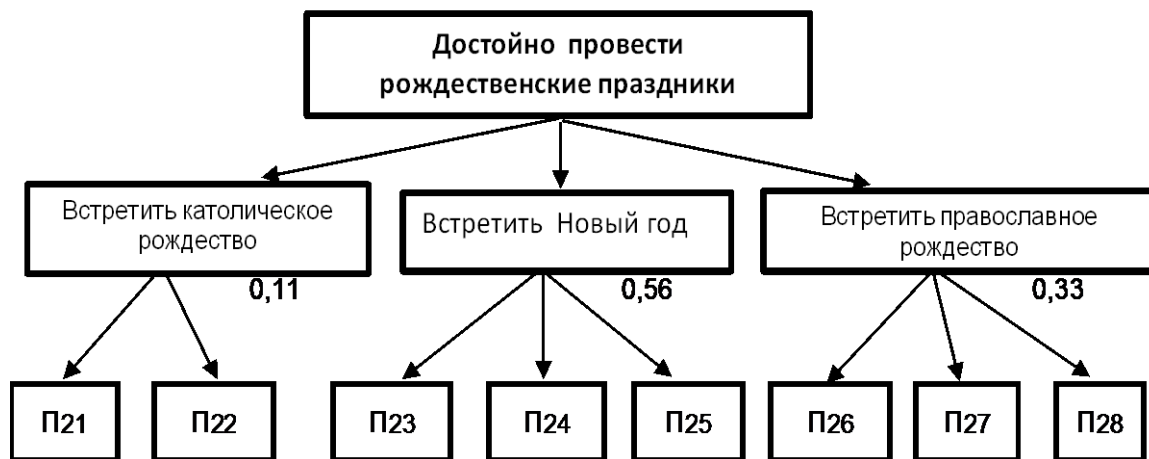 Достойно провести
рождественские праздники
Встретить католическое
рождество
Встретить Новый год
Встретить православное
рождество
0,11
0,56
0,33
П21
П22
П23
П24
П25
П26
П27
П28